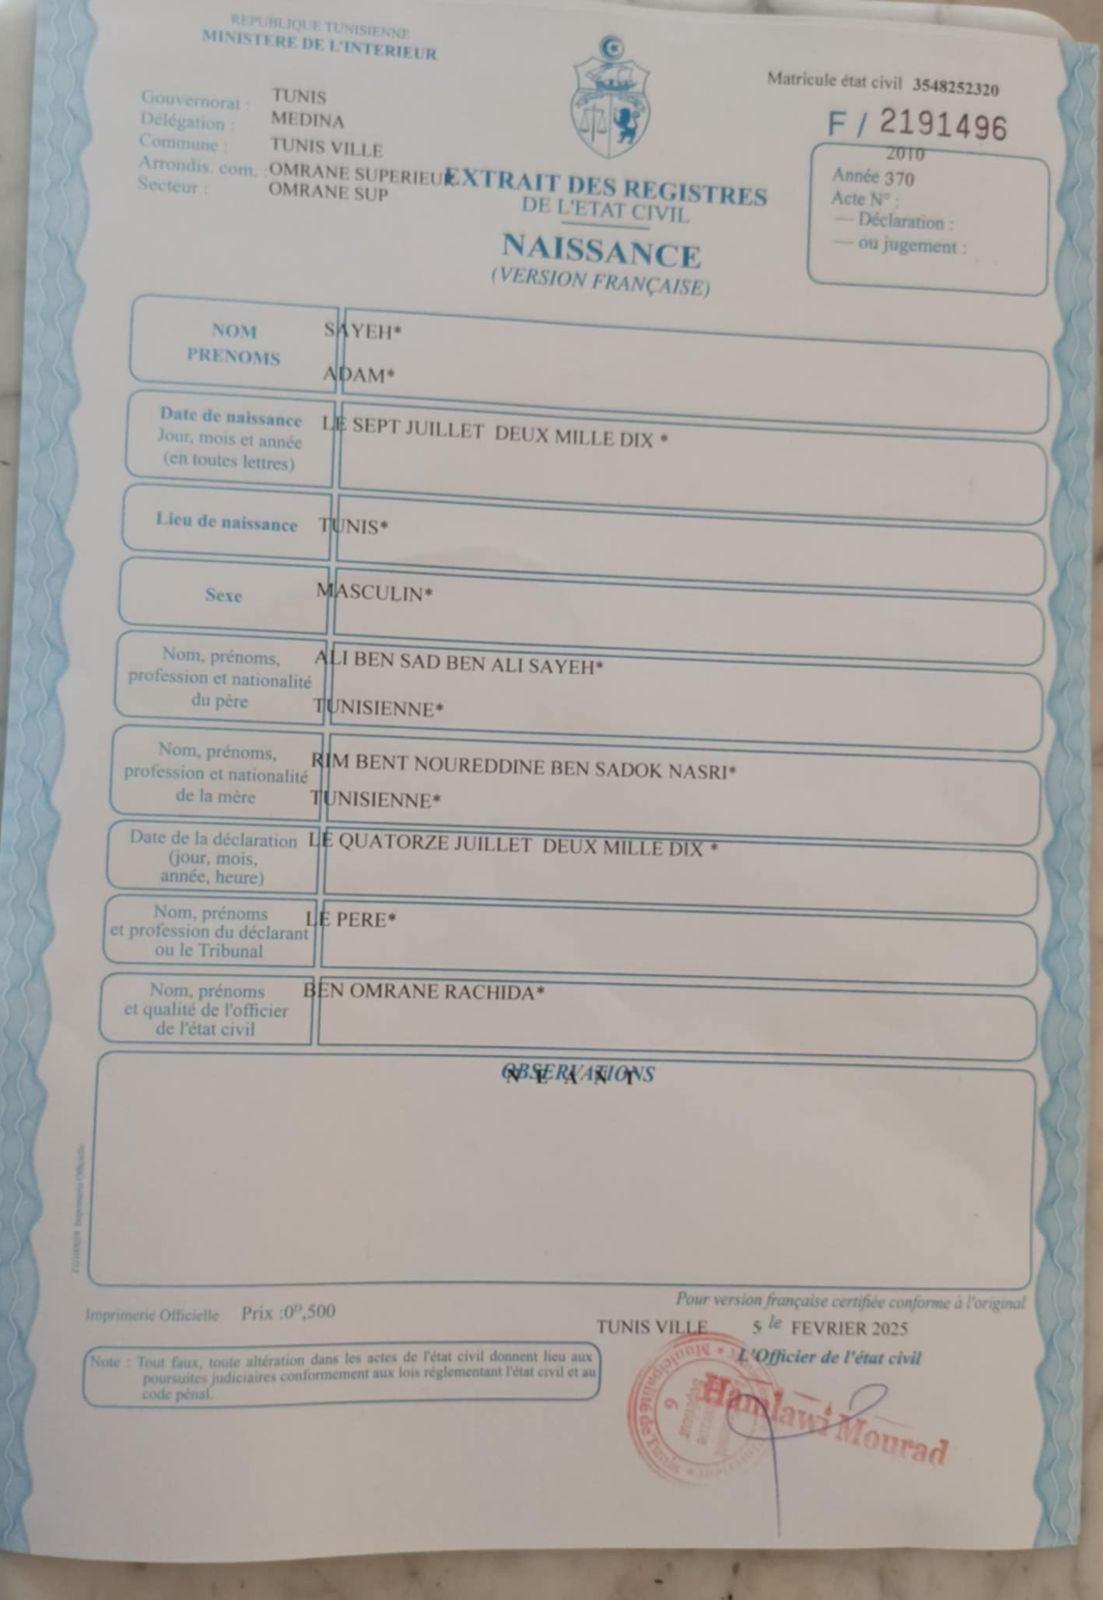 REPUBLIQUE TUNISIENNE
MINISTERE DE L'INTERIEUR
Matricule état civil 3548252320
F / 2191496
Gouvernorat : TUNIS
Délégation : MEDINA
Commune : TUNIS VILLE
Arrondis. com. : OMRANE SUPERIEUR
Secteur : OMRANE SUP
EXTRAIT DES REGISTRES
DE L'ETAT CIVIL
NAISSANCE
(VERSION FRANÇAISE)
2010
Année 370
Acte N° :
— Déclaration :
— ou jugement :
NOM SAYEH*
PRENOMS ADAM*
Date de naissance LE SEPT JUILLET DEUX MILLE DIX *
Jour, mois et année
(en toutes lettres)
Lieu de naissance TUNIS*
Sexe MASCULIN*
Nom, prénoms, ALI BEN SAD BEN ALI SAYEH*
profession et nationalité
du père TUNISIENNE*
Nom, prénoms, RIM BENT NOUREDDINE BEN SADOK NASRI*
profession et nationalité
de la mère TUNISIENNE*
Date de la déclaration LE QUATORZE JUILLET DEUX MILLE DIX *
(jour, mois,
année, heure)
Nom, prénoms LE PERE*
et profession du déclarant
ou le Tribunal
Nom, prénoms BEN OMRANE RACHIDA*
et qualité de l'officier
de l'état civil
OBSERVATIONS
N E A N T
Imprimerie Officielle
Imprimerie Officielle Prix :0ᴰ,500
Pour version française certifiée conforme à l'original
TUNIS VILLE 5 le FEVRIER 2025
L'Officier de l'état civil
Note : Tout faux, toute altération dans les actes de l'état civil donnent lieu aux
poursuites judiciaires conformement aux lois réglementant l'état civil et au
code pénal.
Municipalité de Tunis
6
Hamlawi Mourad